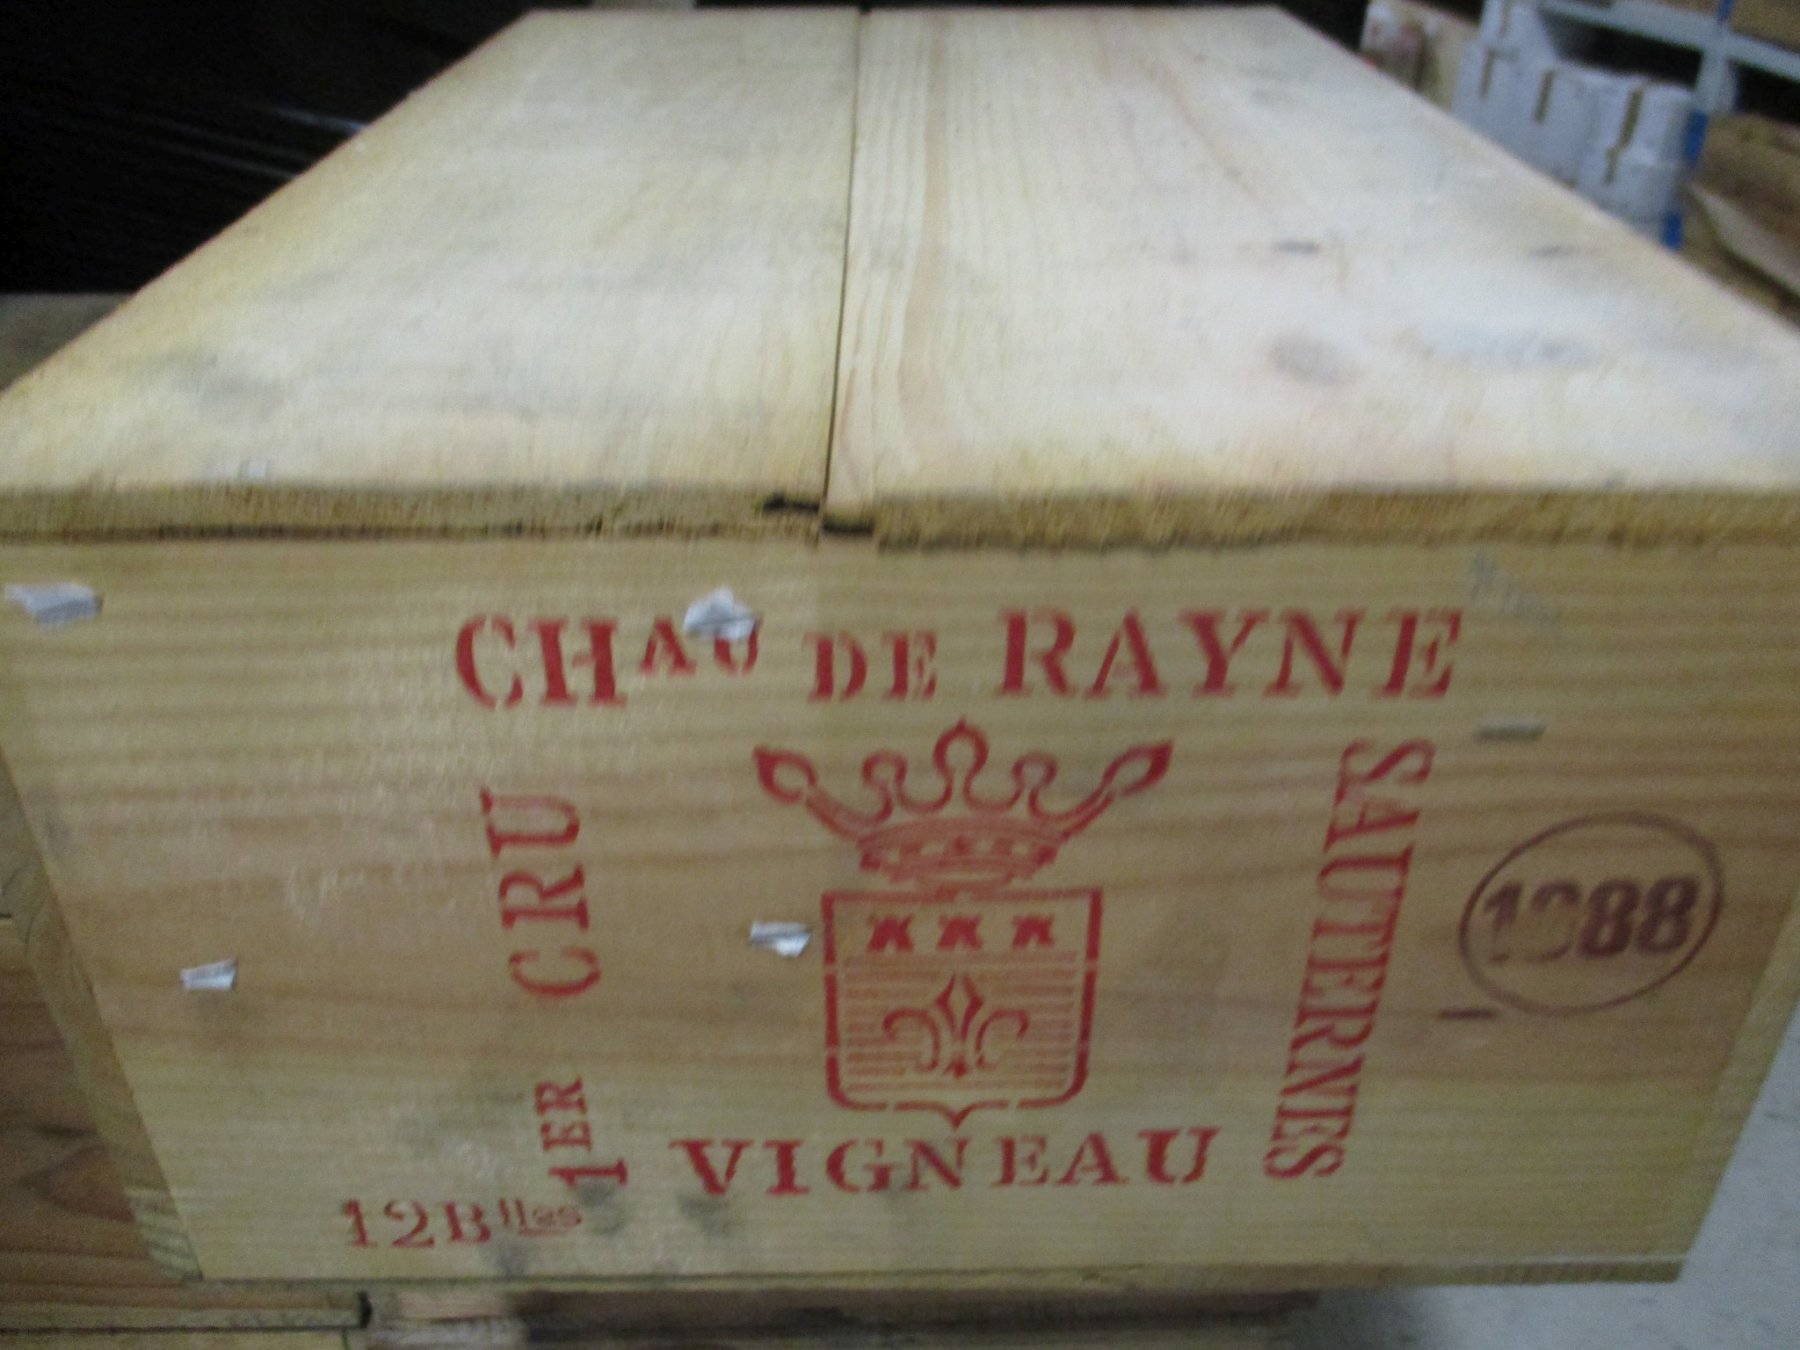 CHAU DE RAYNE
VIGNEAU
1ER CRU
SAUTERNES
1988
12Blles